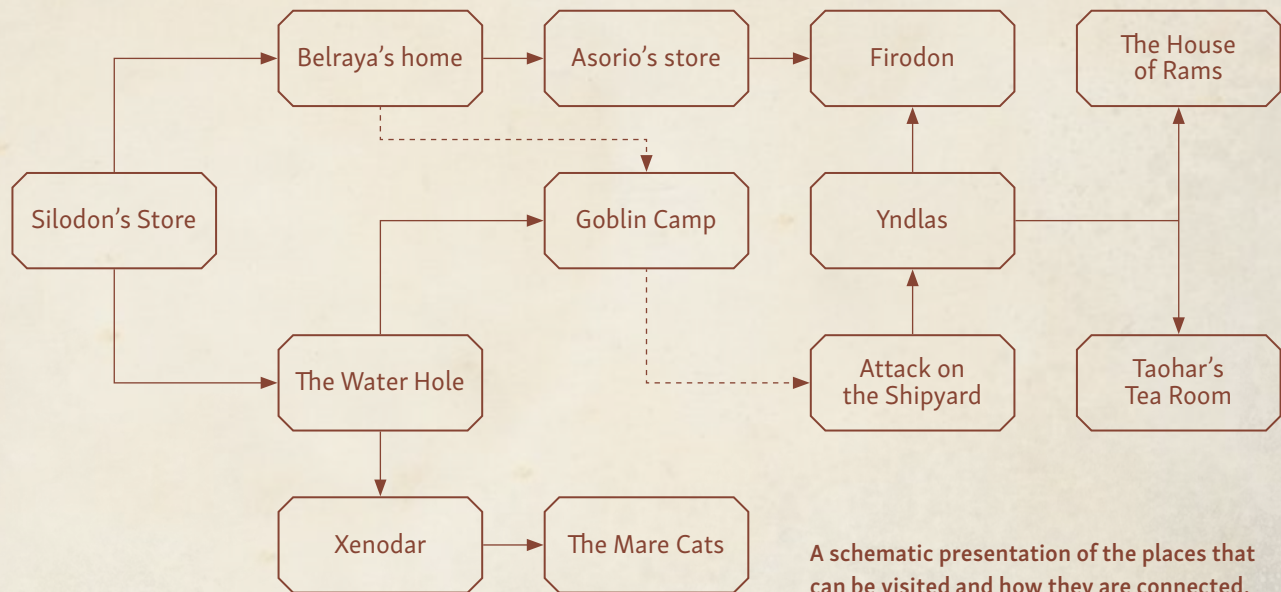 Belraya’s home
Asorio’s store
Firodon
The House
of Rams
Silodon’s Store
Goblin Camp
Yndlas
The Water Hole
Attack on
the Shipyard
Taohar’s
Tea Room
Xenodar
The Mare Cats
A schematic presentation of the places that
can be visited and how they are connected.